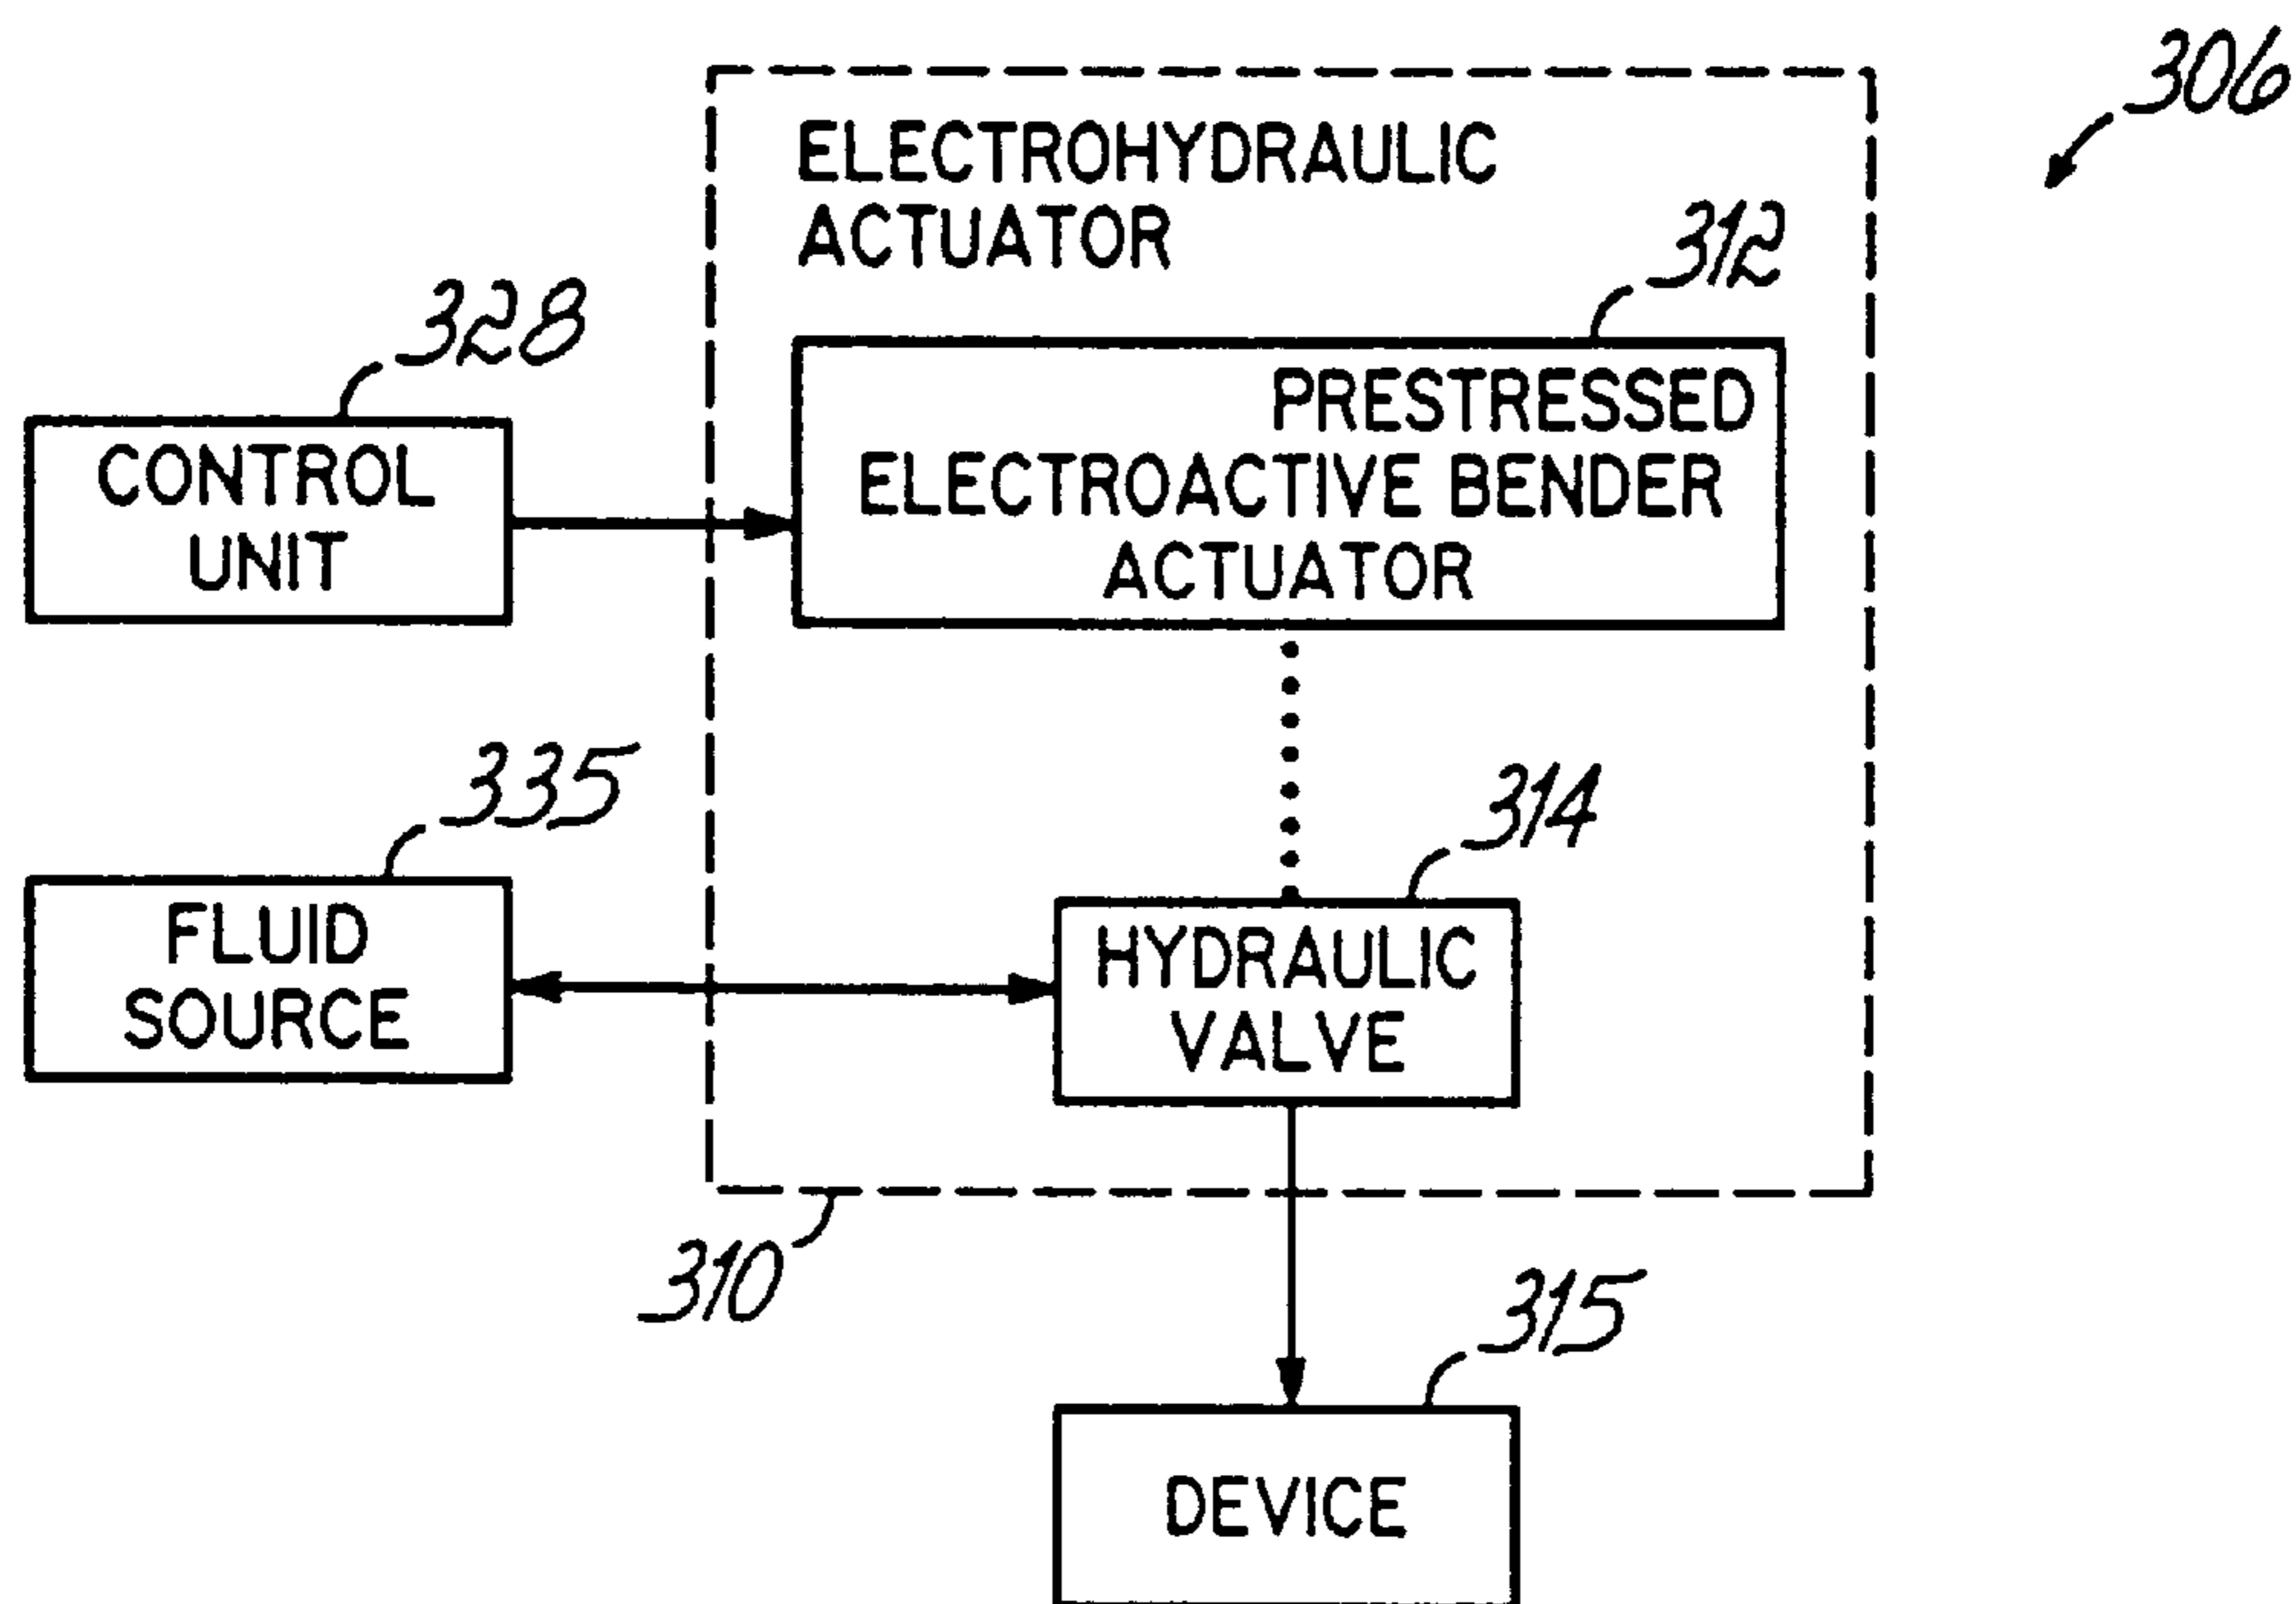 306
ELECTROHYDRAULIC
ACTUATOR
312
328
PRESTRESSED
ELECTROACTIVE BENDER
ACTUATOR
CONTROL
UNIT
335
314
FLUID
SOURCE
HYDRAULIC
VALVE
310
315
DEVICE